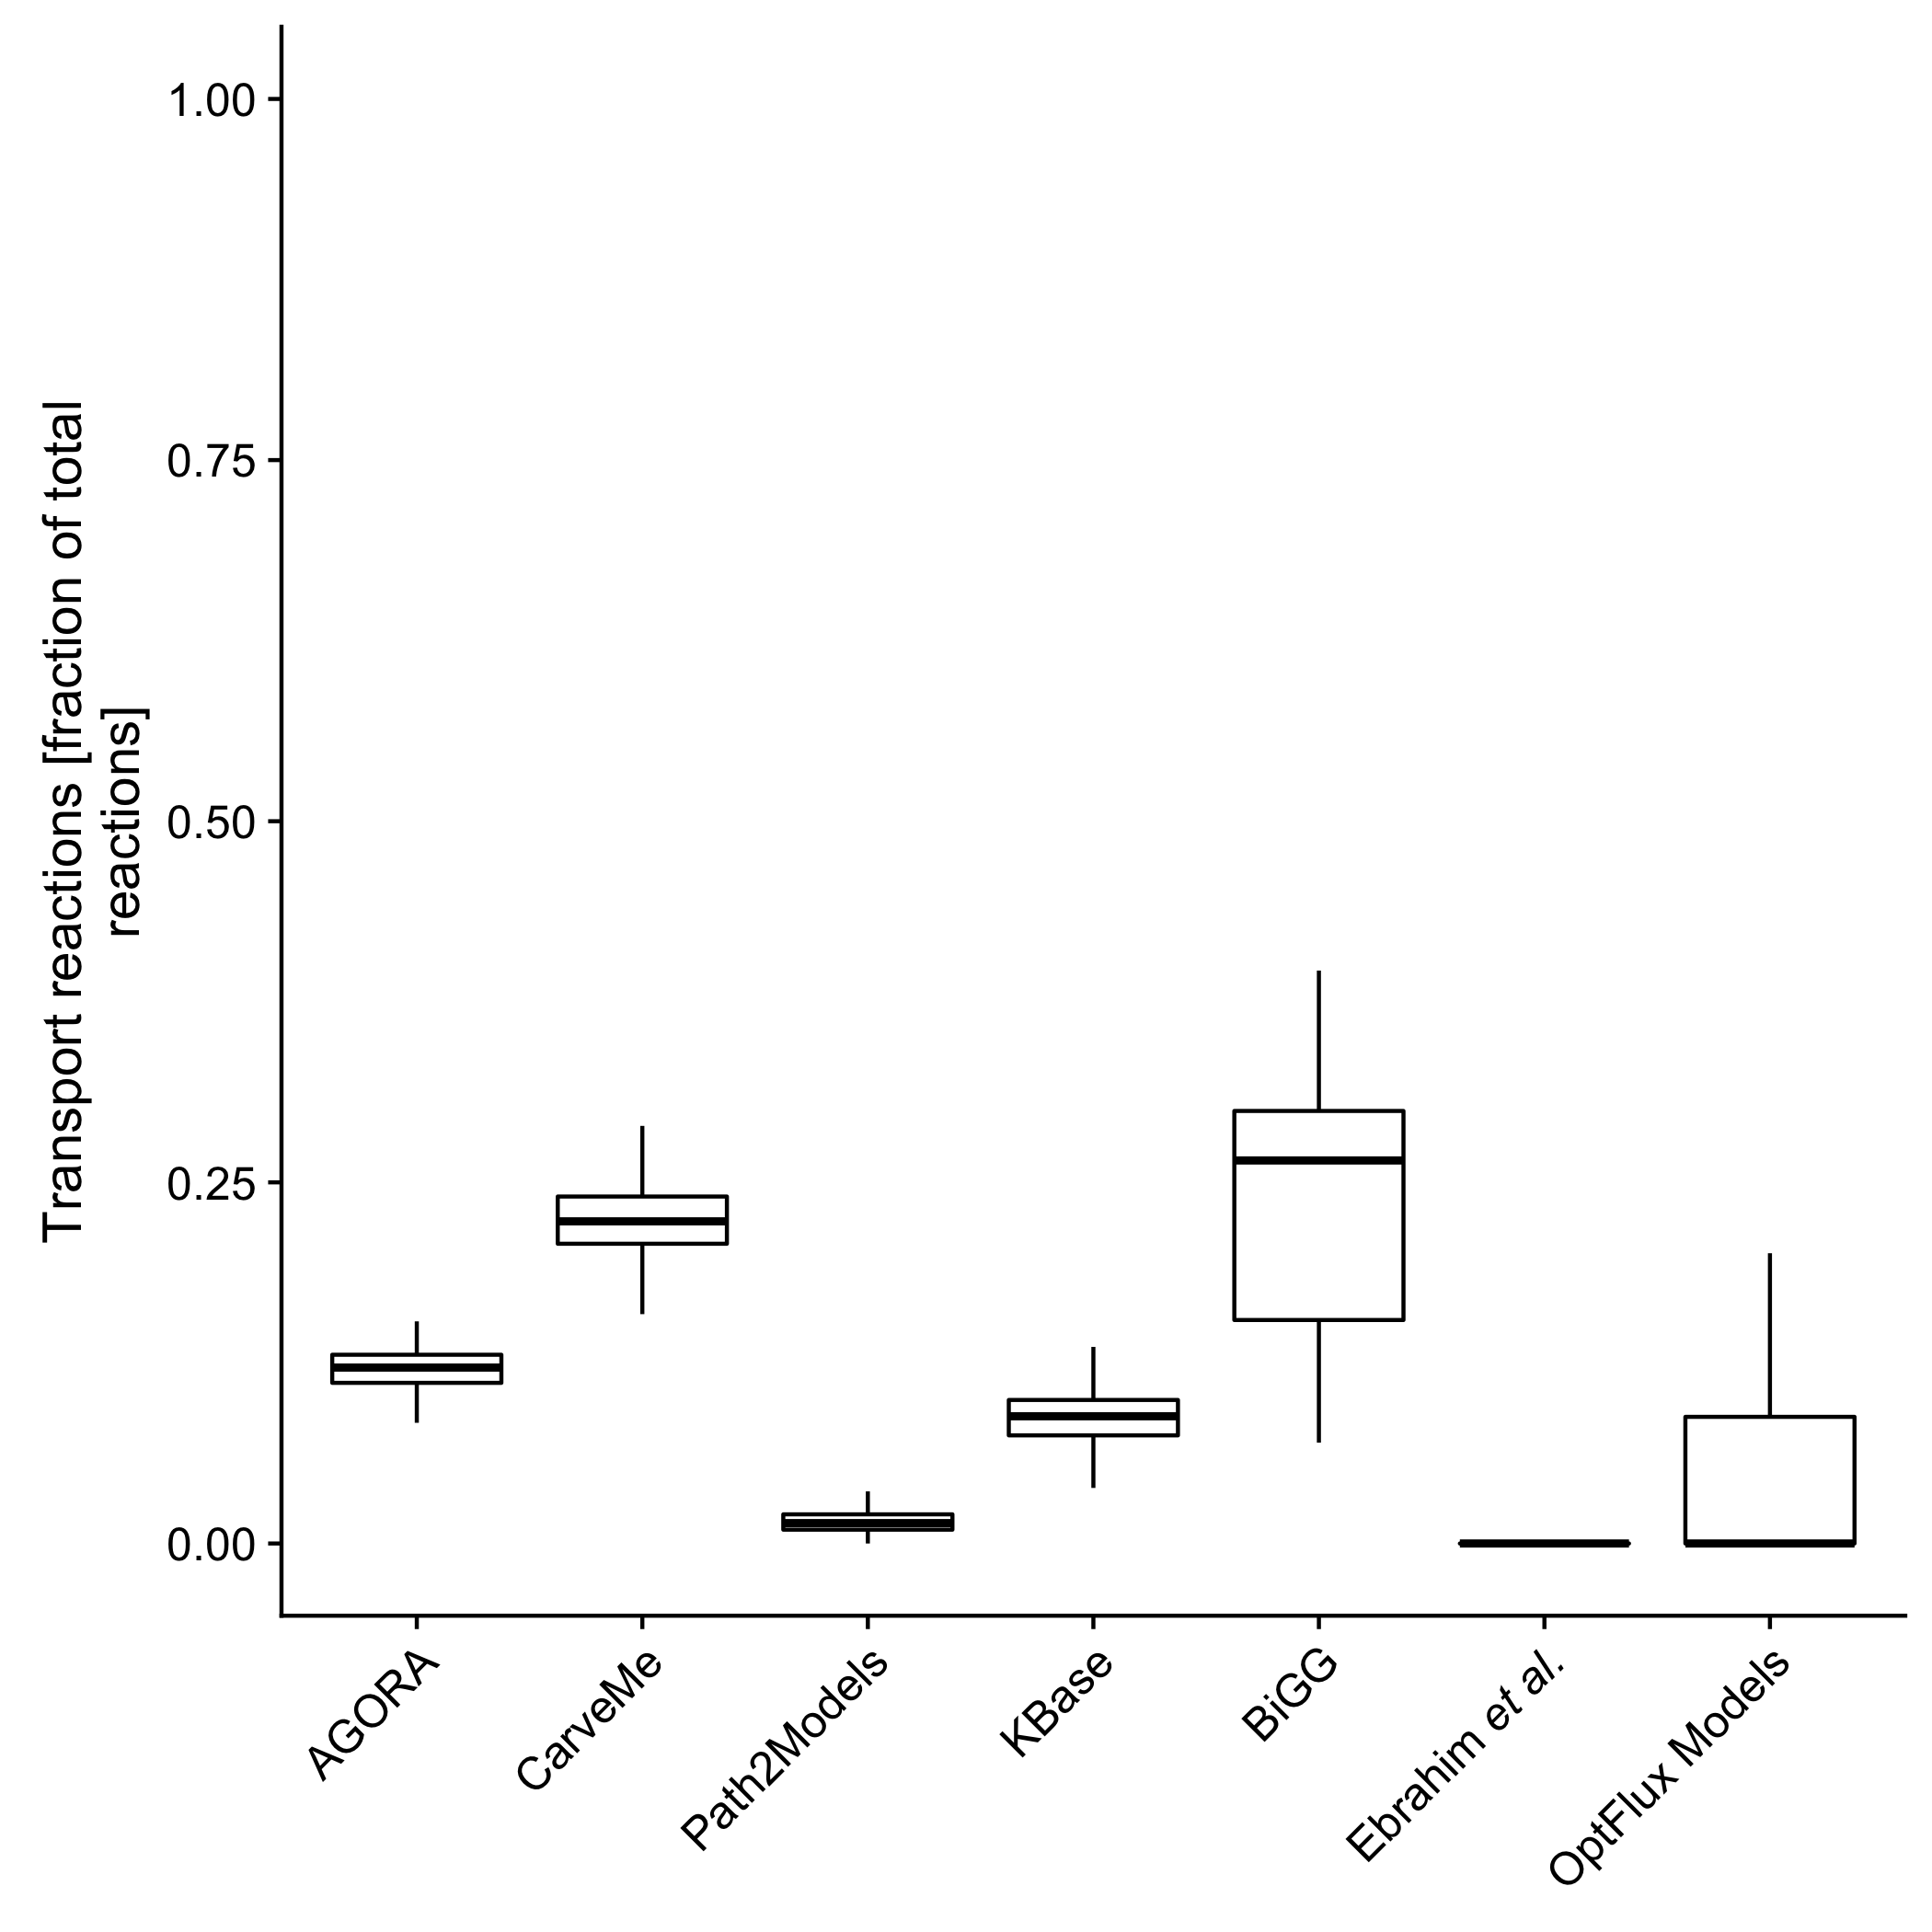 Transport reactions [fraction of total
reactions]
1.00
0.75
0.50
0.25
0.00
AGORA
CarveMe
Path2Models
KBase
BiGG
Ebrahim et al.
OptFlux Models